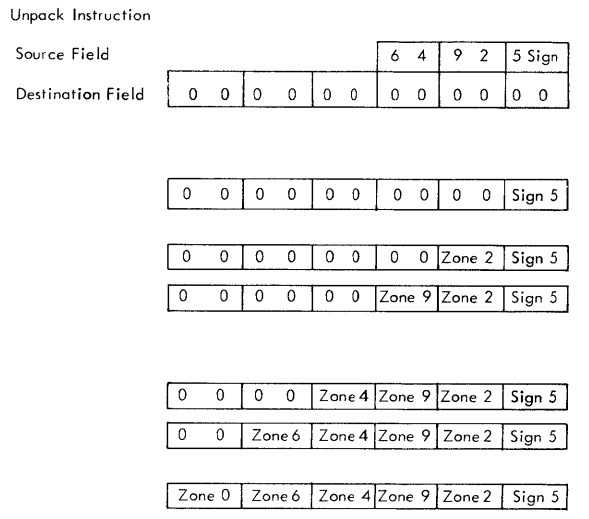 Unpack Instruction
Source Field 6 4 9 2 5 Sign
Destination Field 0 0 0 0 0 0 0 0 0 0 0 0
0 0 0 0 0 0 0 0 0 0 Sign 5
0 0 0 0 0 0 0 0 Zone 2 Sign 5
0 0 0 0 0 0 Zone 9 Zone 2 Sign 5
0 0 0 0 Zone 4 Zone 9 Zone 2 Sign 5
0 0 Zone 6 Zone 4 Zone 9 Zone 2 Sign 5
Zone 0 Zone 6 Zone 4 Zone 9 Zone 2 Sign 5